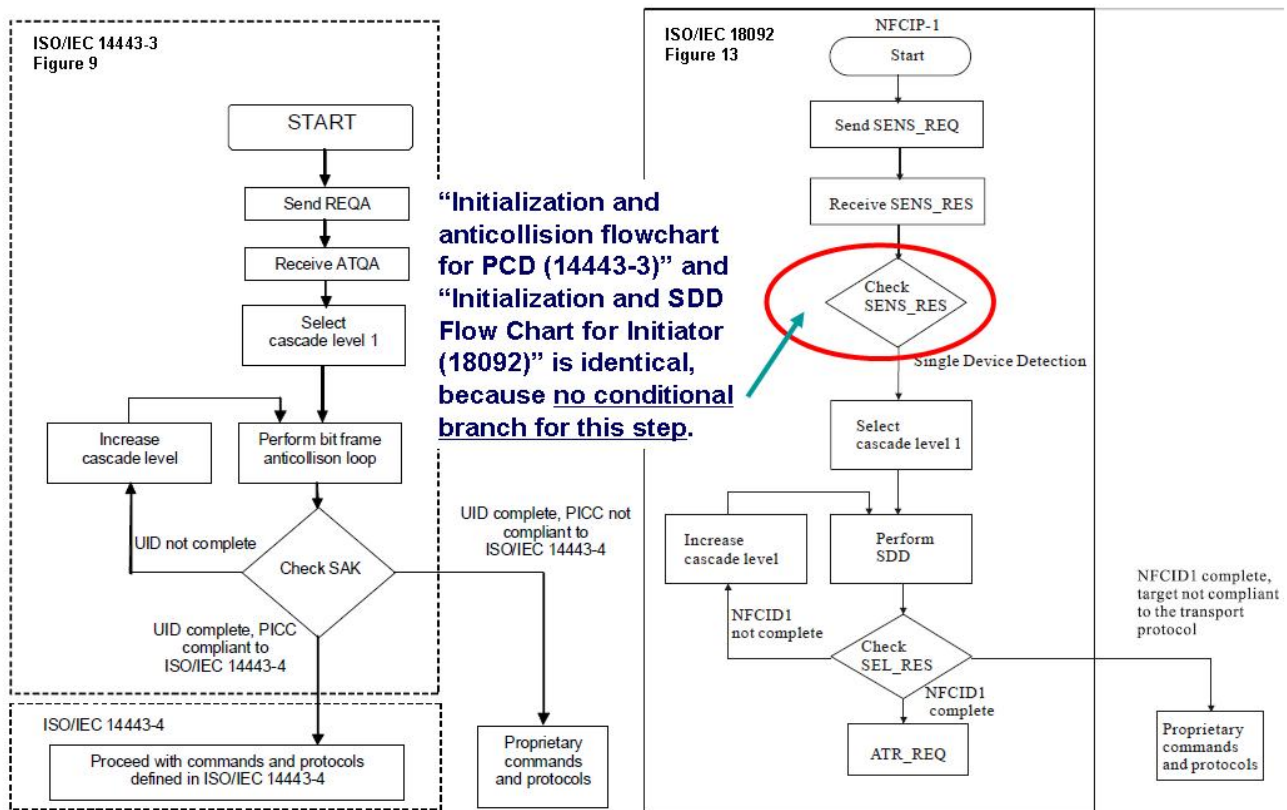 ISO/IEC 14443-3
Figure 9
START
Send REQA
Receive ATQA
Select
cascade level 1
Increase
cascade level
Perform bit frame
anticollison loop
UID not complete
Check SAK
UID complete, PICC not
compliant to
ISO/IEC 14443-4
UID complete, PICC
compliant to
ISO/IEC 14443-4
ISO/IEC 14443-4
Proceed with commands and protocols
defined in ISO/IEC 14443-4
Proprietary
commands
and protocols
“Initialization and
anticollision flowchart
for PCD (14443-3)” and
“Initialization and SDD
Flow Chart for Initiator
(18092)” is identical,
because no conditional
branch for this step.
ISO/IEC 18092
Figure 13
NFCIP-1
Start
Send SENS_REQ
Receive SENS_RES
Check
SENS_RES
Single Device Detection
Select
cascade level 1
Increase
cascade level
Perform
SDD
NFCID1
not complete
Check
SEL_RES
NFCID1 complete,
target not compliant
to the transport
protocol
NFCID1
complete
ATR_REQ
Proprietary
commands
and protocols